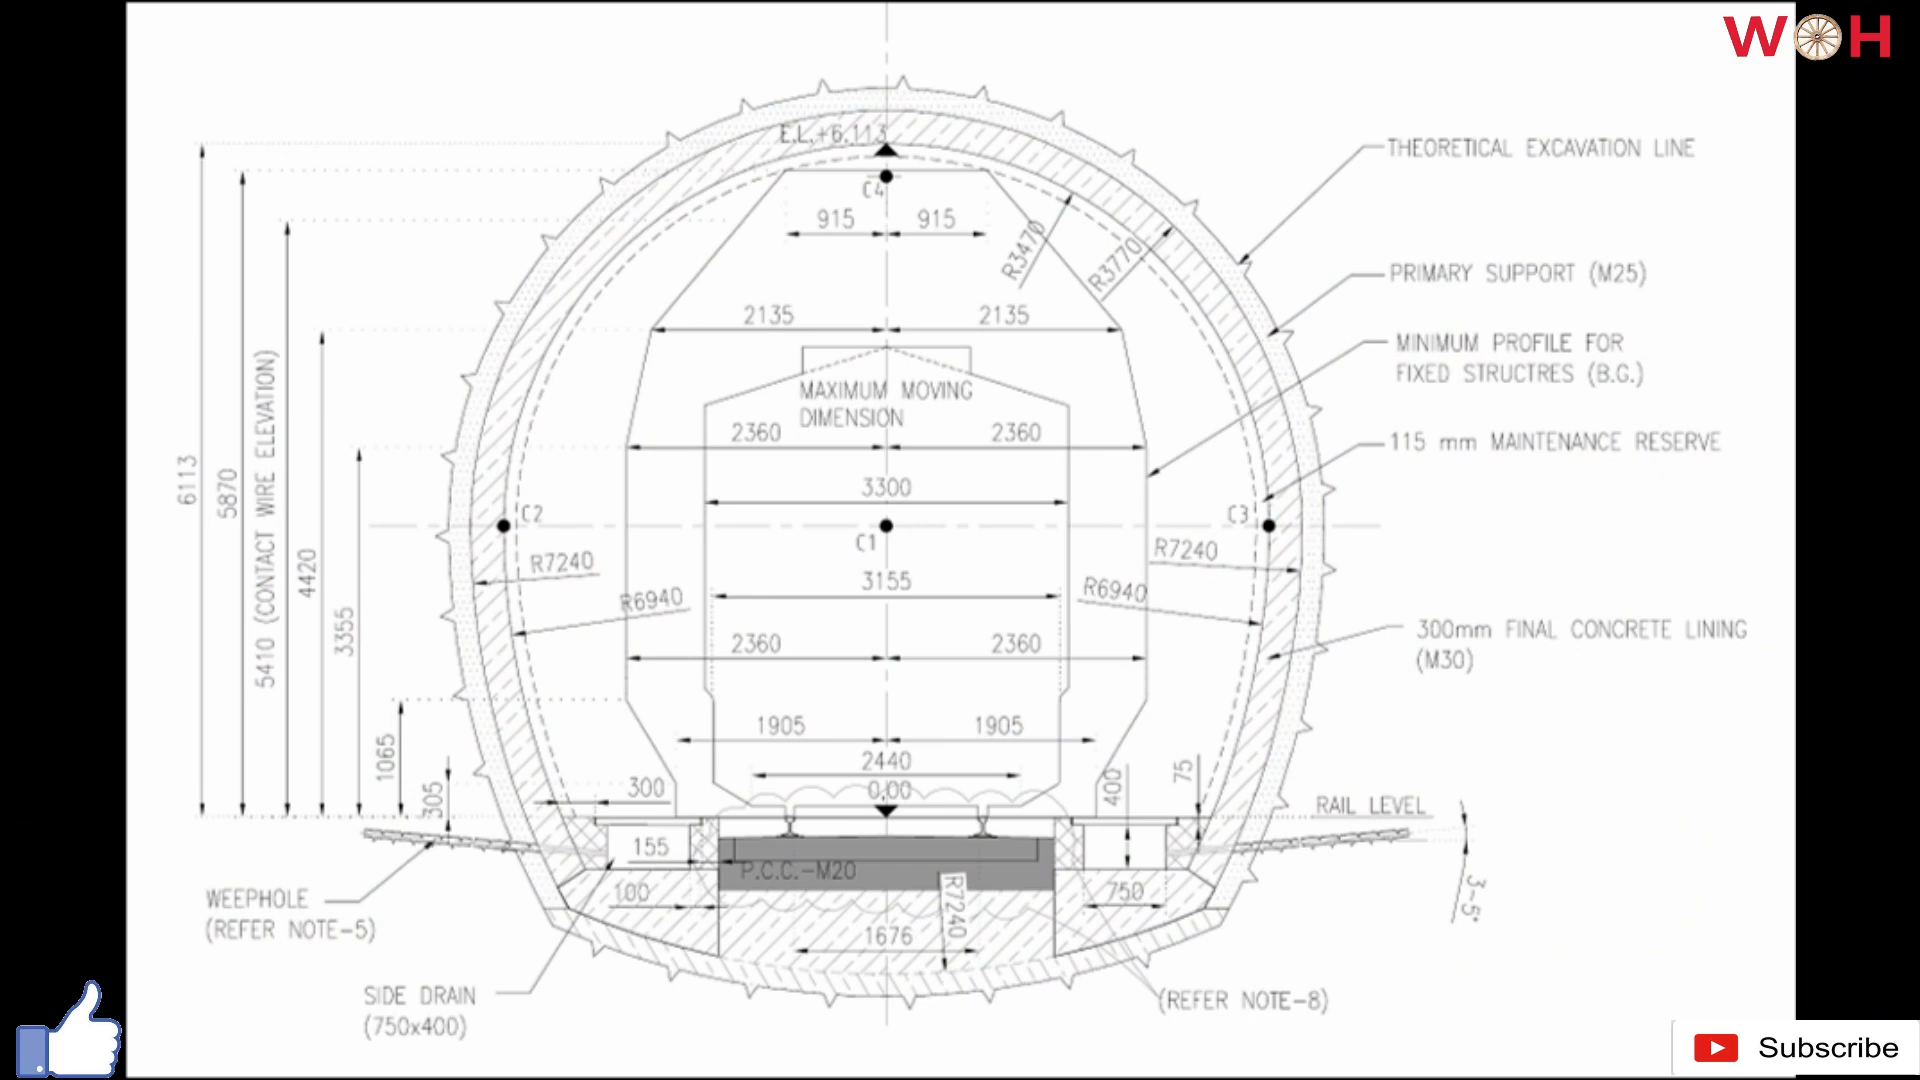 W H
E.L.+6.113
THEORETICAL EXCAVATION LINE
C4
915 915
R3470
R3770
PRIMARY SUPPORT (M25)
2135 2135
MINIMUM PROFILE FOR
FIXED STRUCTRES (B.G.)
MAXIMUM MOVING
DIMENSION
2360 2360
115 mm MAINTENANCE RESERVE
6113
5870
5410 (CONTACT WIRE ELEVATION)
4420
3355
1065
305
3300
C2
C1
C3
R7240
R7240
3155
R6940
R6940
2360 2360
300mm FINAL CONCRETE LINING
(M30)
1905 1905
2440
0.00
300
400
75
RAIL LEVEL
155
P.C.C.-M20
100
R7240
750
3-5°
1676
WEEPHOLE
(REFER NOTE-5)
SIDE DRAIN
(750x400)
(REFER NOTE-8)
Subscribe